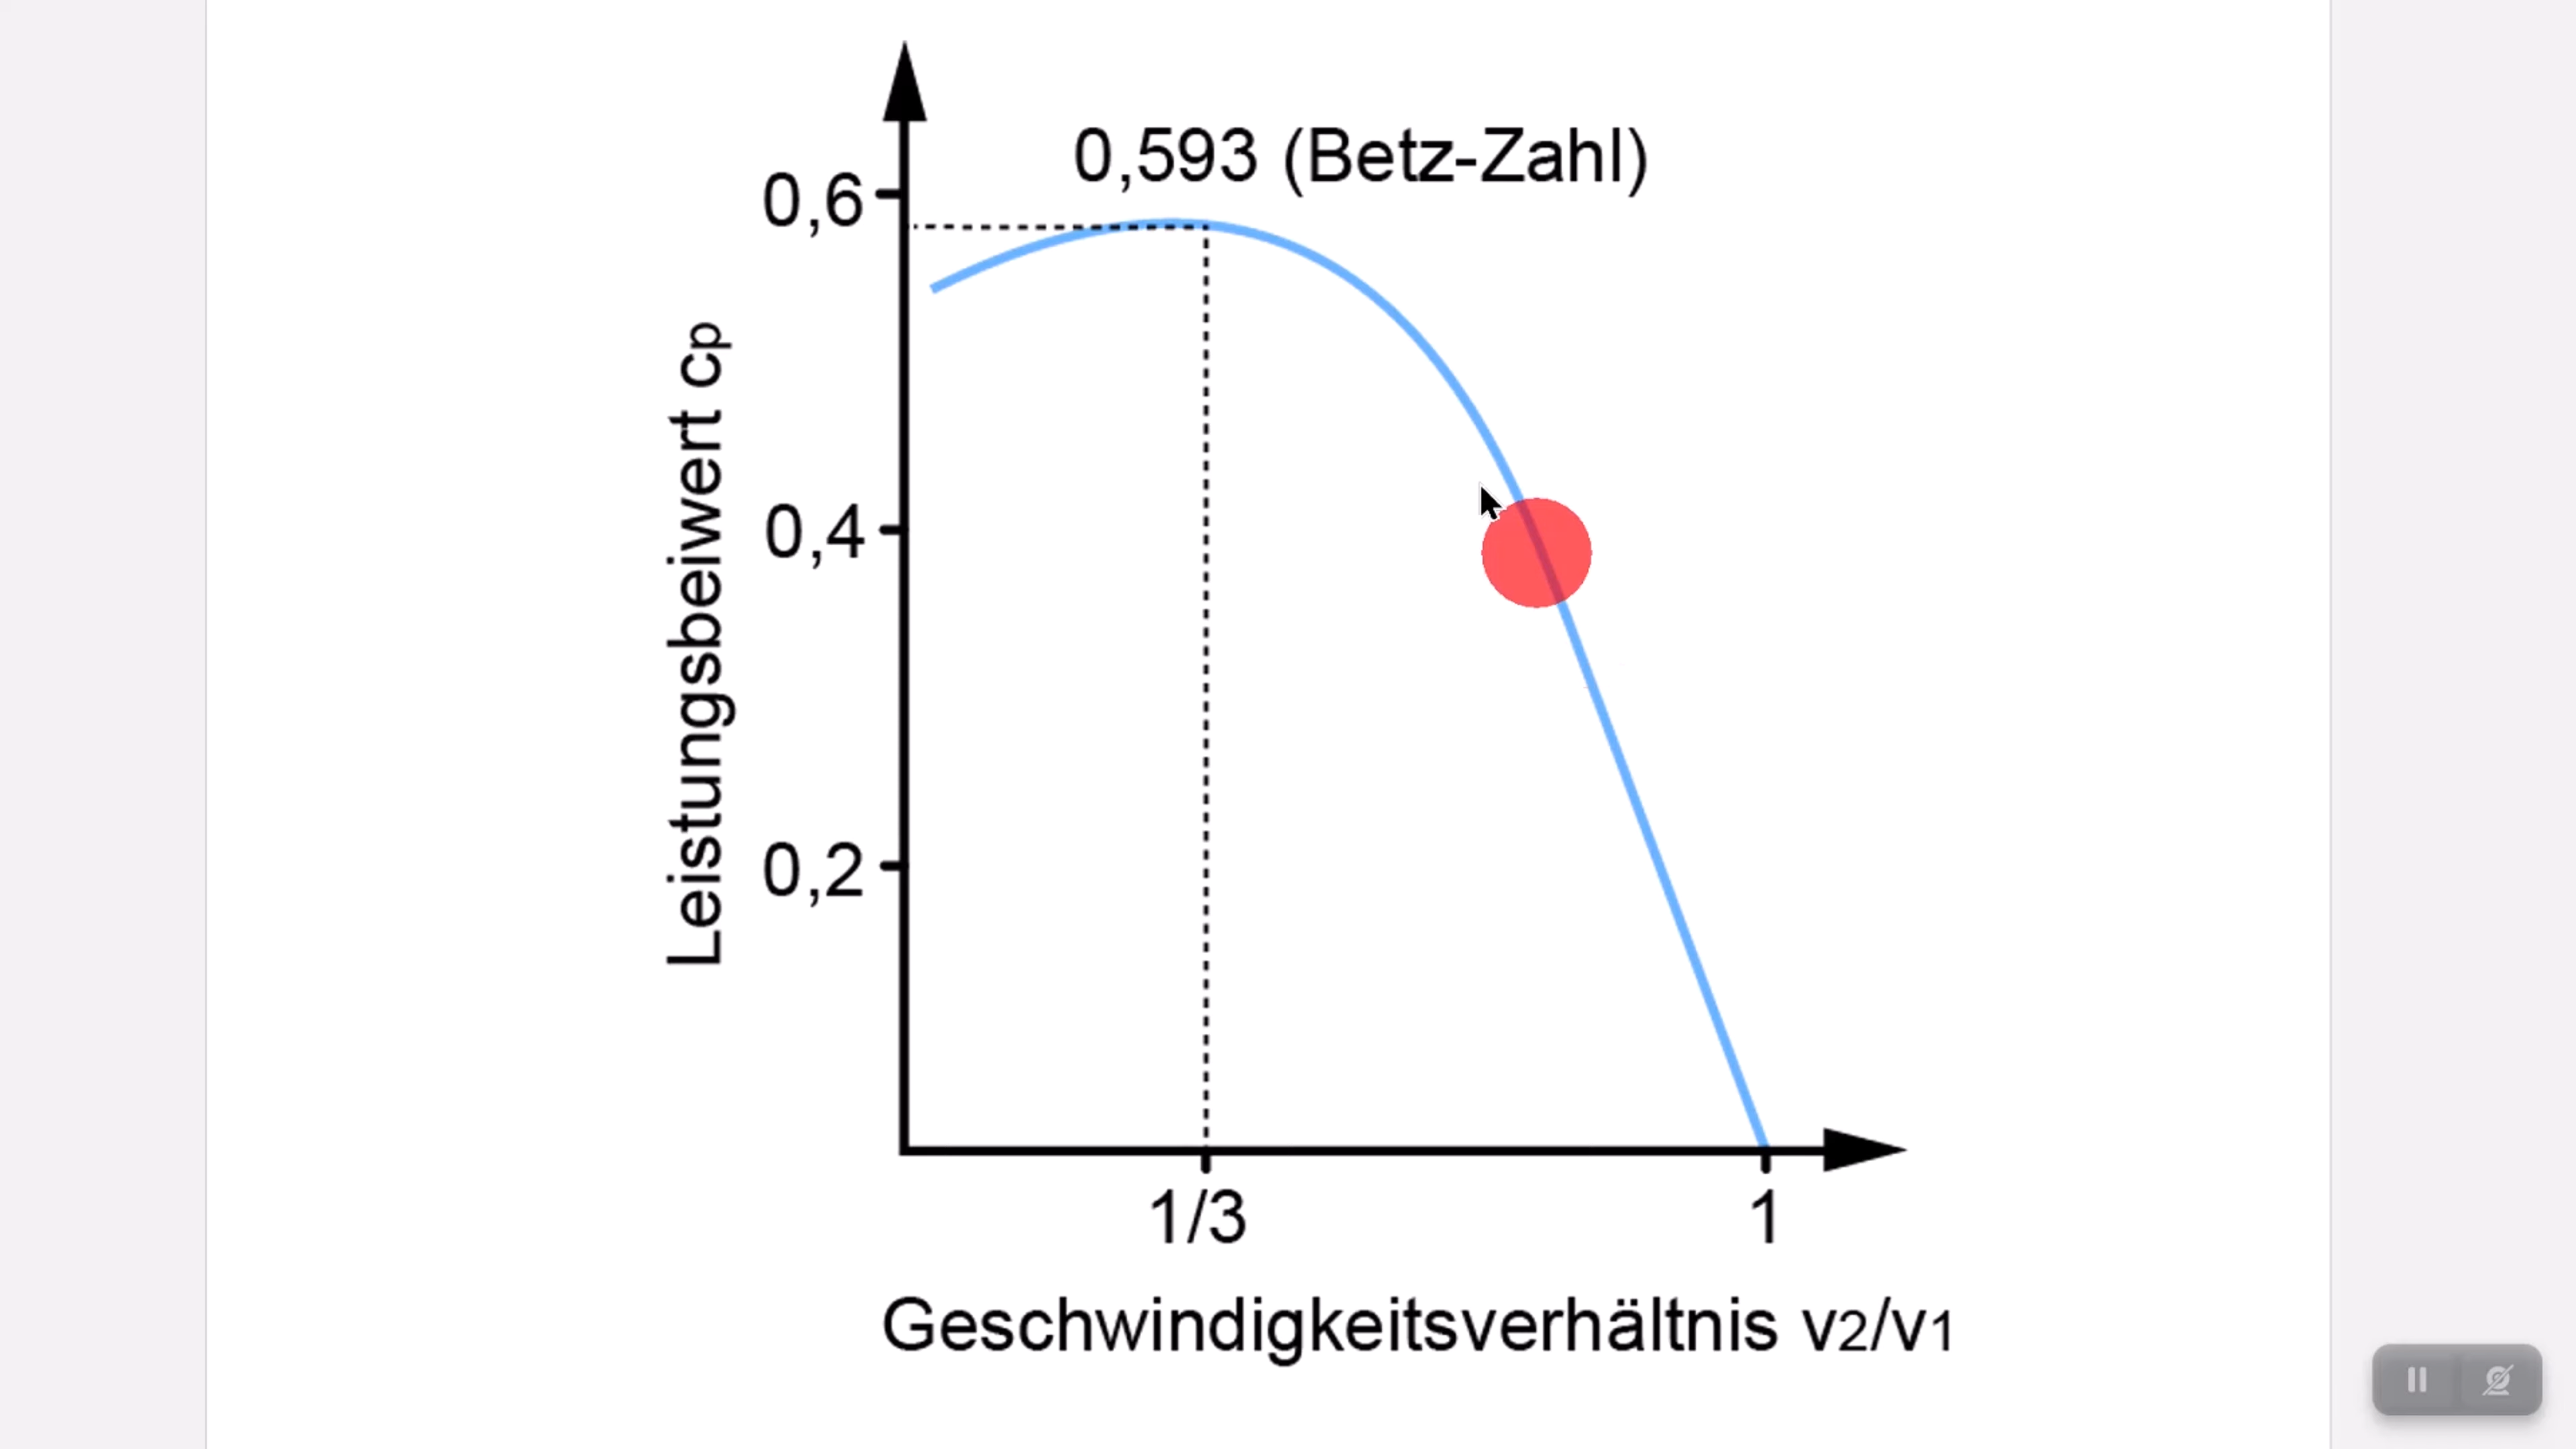 0,593 (Betz-Zahl)
0,6
0,4
0,2
Leistungsbeiwert cp
1/3
1
Geschwindigkeitsverhältnis v2/v1